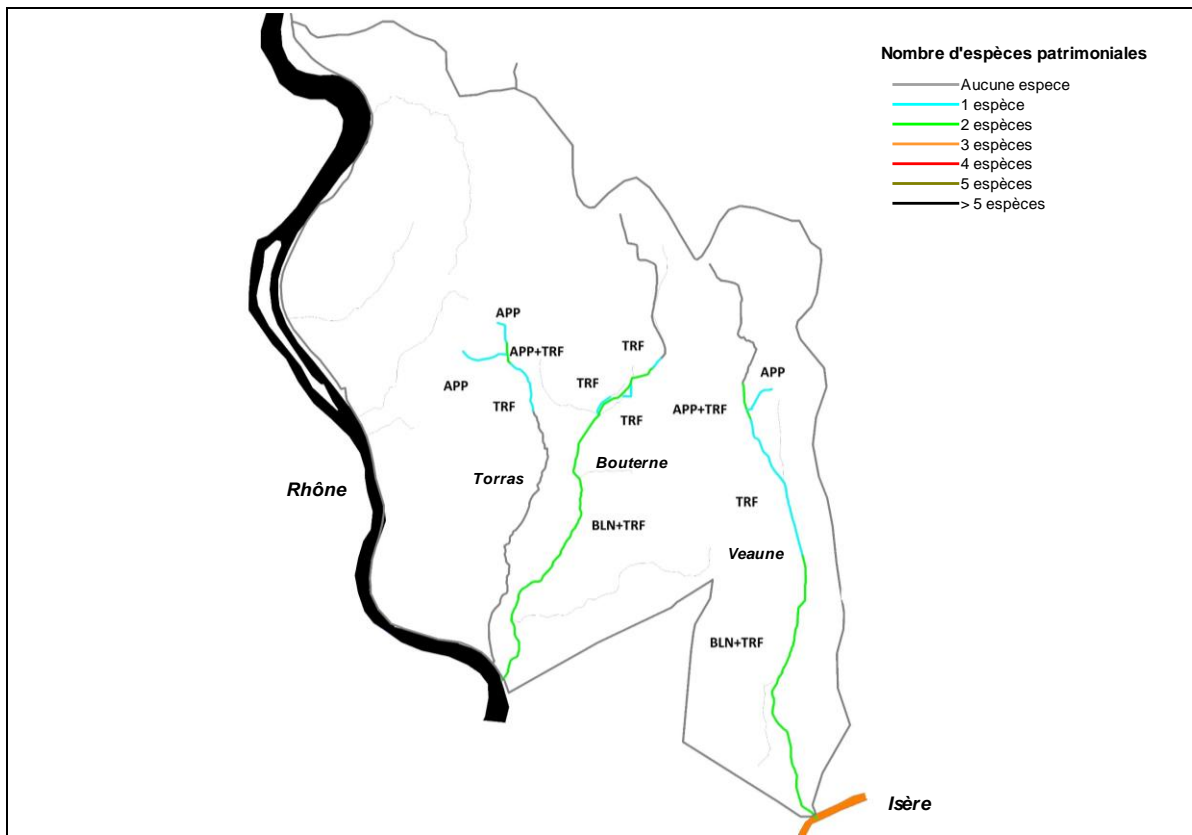 Nombre d'espèces patrimoniales
Aucune espece
1 espèce
2 espèces
3 espèces
4 espèces
5 espèces
> 5 espèces
APP
APP+TRF
TRF
APP
TRF
APP
TRF
APP+TRF
TRF
Bouterne
Torras
Rhône
TRF
BLN+TRF
Veaune
BLN+TRF
Isère